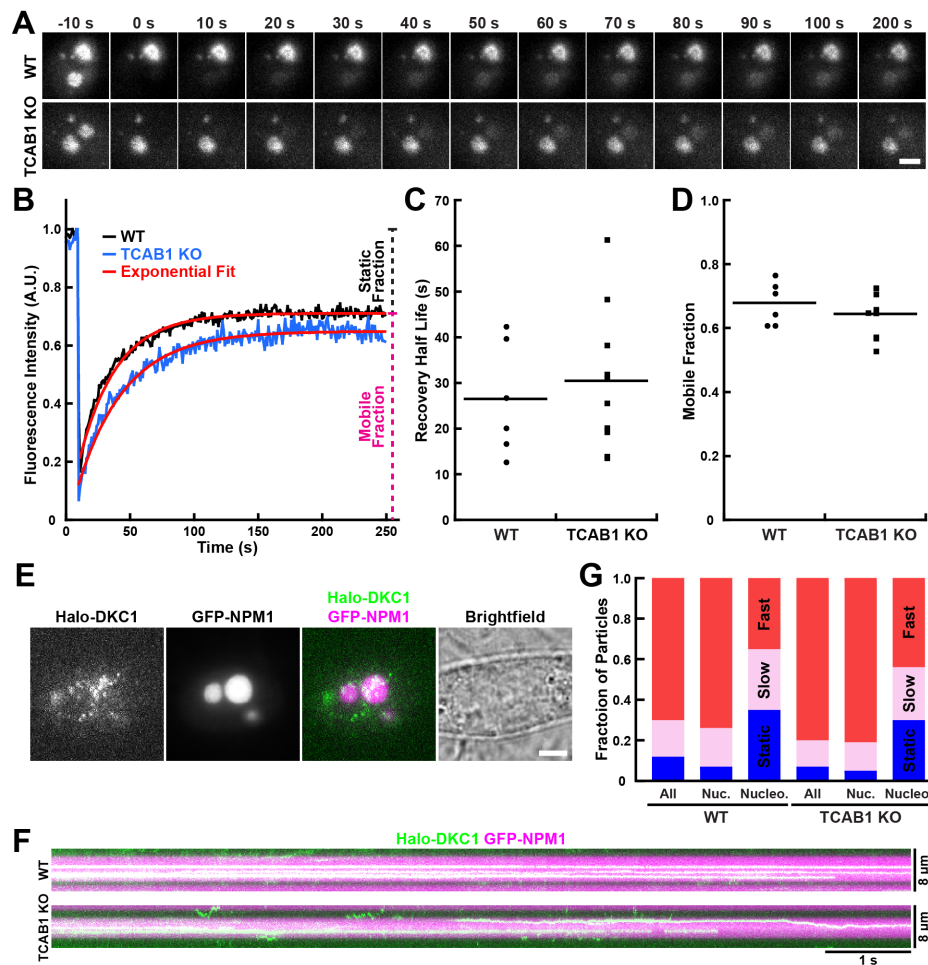 A
-10 s 0 s 10 s 20 s 30 s 40 s 50 s 60 s 70 s 80 s 90 s 100 s 200 s
WT
TCAB1 KO
B
Fluorescence Intensity (A.U.)
1.0
0.8
0.6
0.4
0.2
0
WT
TCAB1 KO
Exponential Fit
Static
Fraction
Mobile
Fraction
0 50 100 150 200 250
Time (s)
C
Recovery Half Life (s)
70
60
50
40
30
20
10
0
WT TCAB1 KO
D
Mobile Fraction
1.0
0.8
0.6
0.4
0.2
0
WT TCAB1 KO
E
Halo-DKC1
GFP-NPM1
Halo-DKC1
GFP-NPM1
Brightfield
G
Fractoion of Particles
1.0
0.8
0.6
0.4
0.2
0
Fast
Slow
Static
Fast
Slow
Static
All Nuc. Nucleo. All Nuc. Nucleo.
WT TCAB1 KO
F
Halo-DKC1 GFP-NPM1
WT
8 µm
TCAB1 KO
8 µm
1 s